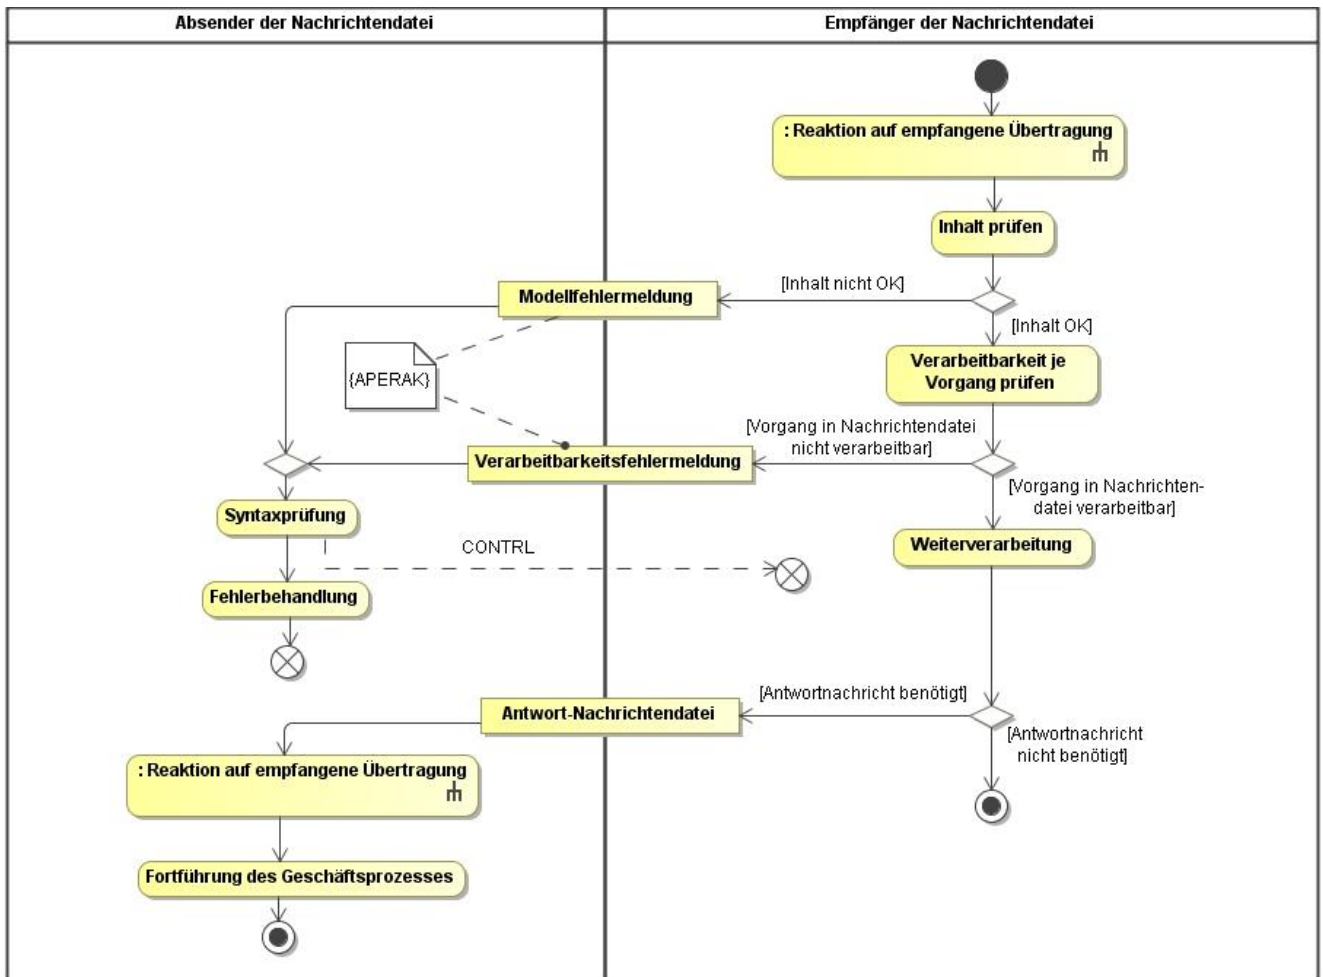 Absender der Nachrichtendatei
Empfänger der Nachrichtendatei
: Reaktion auf empfangene Übertragung
Inhalt prüfen
[Inhalt nicht OK]
Modellfehlermeldung
[Inhalt OK]
{APERAK}
Verarbeitbarkeit je
Vorgang prüfen
[Vorgang in Nachrichtendatei
nicht verarbeitbar]
Verarbeitbarkeitsfehlermeldung
[Vorgang in Nachrichten-
datei verarbeitbar]
Syntaxprüfung
CONTRL
Weiterverarbeitung
Fehlerbehandlung
[Antwortnachricht benötigt]
Antwort-Nachrichtendatei
[Antwortnachricht
nicht benötigt]
: Reaktion auf empfangene Übertragung
Fortführung des Geschäftsprozesses